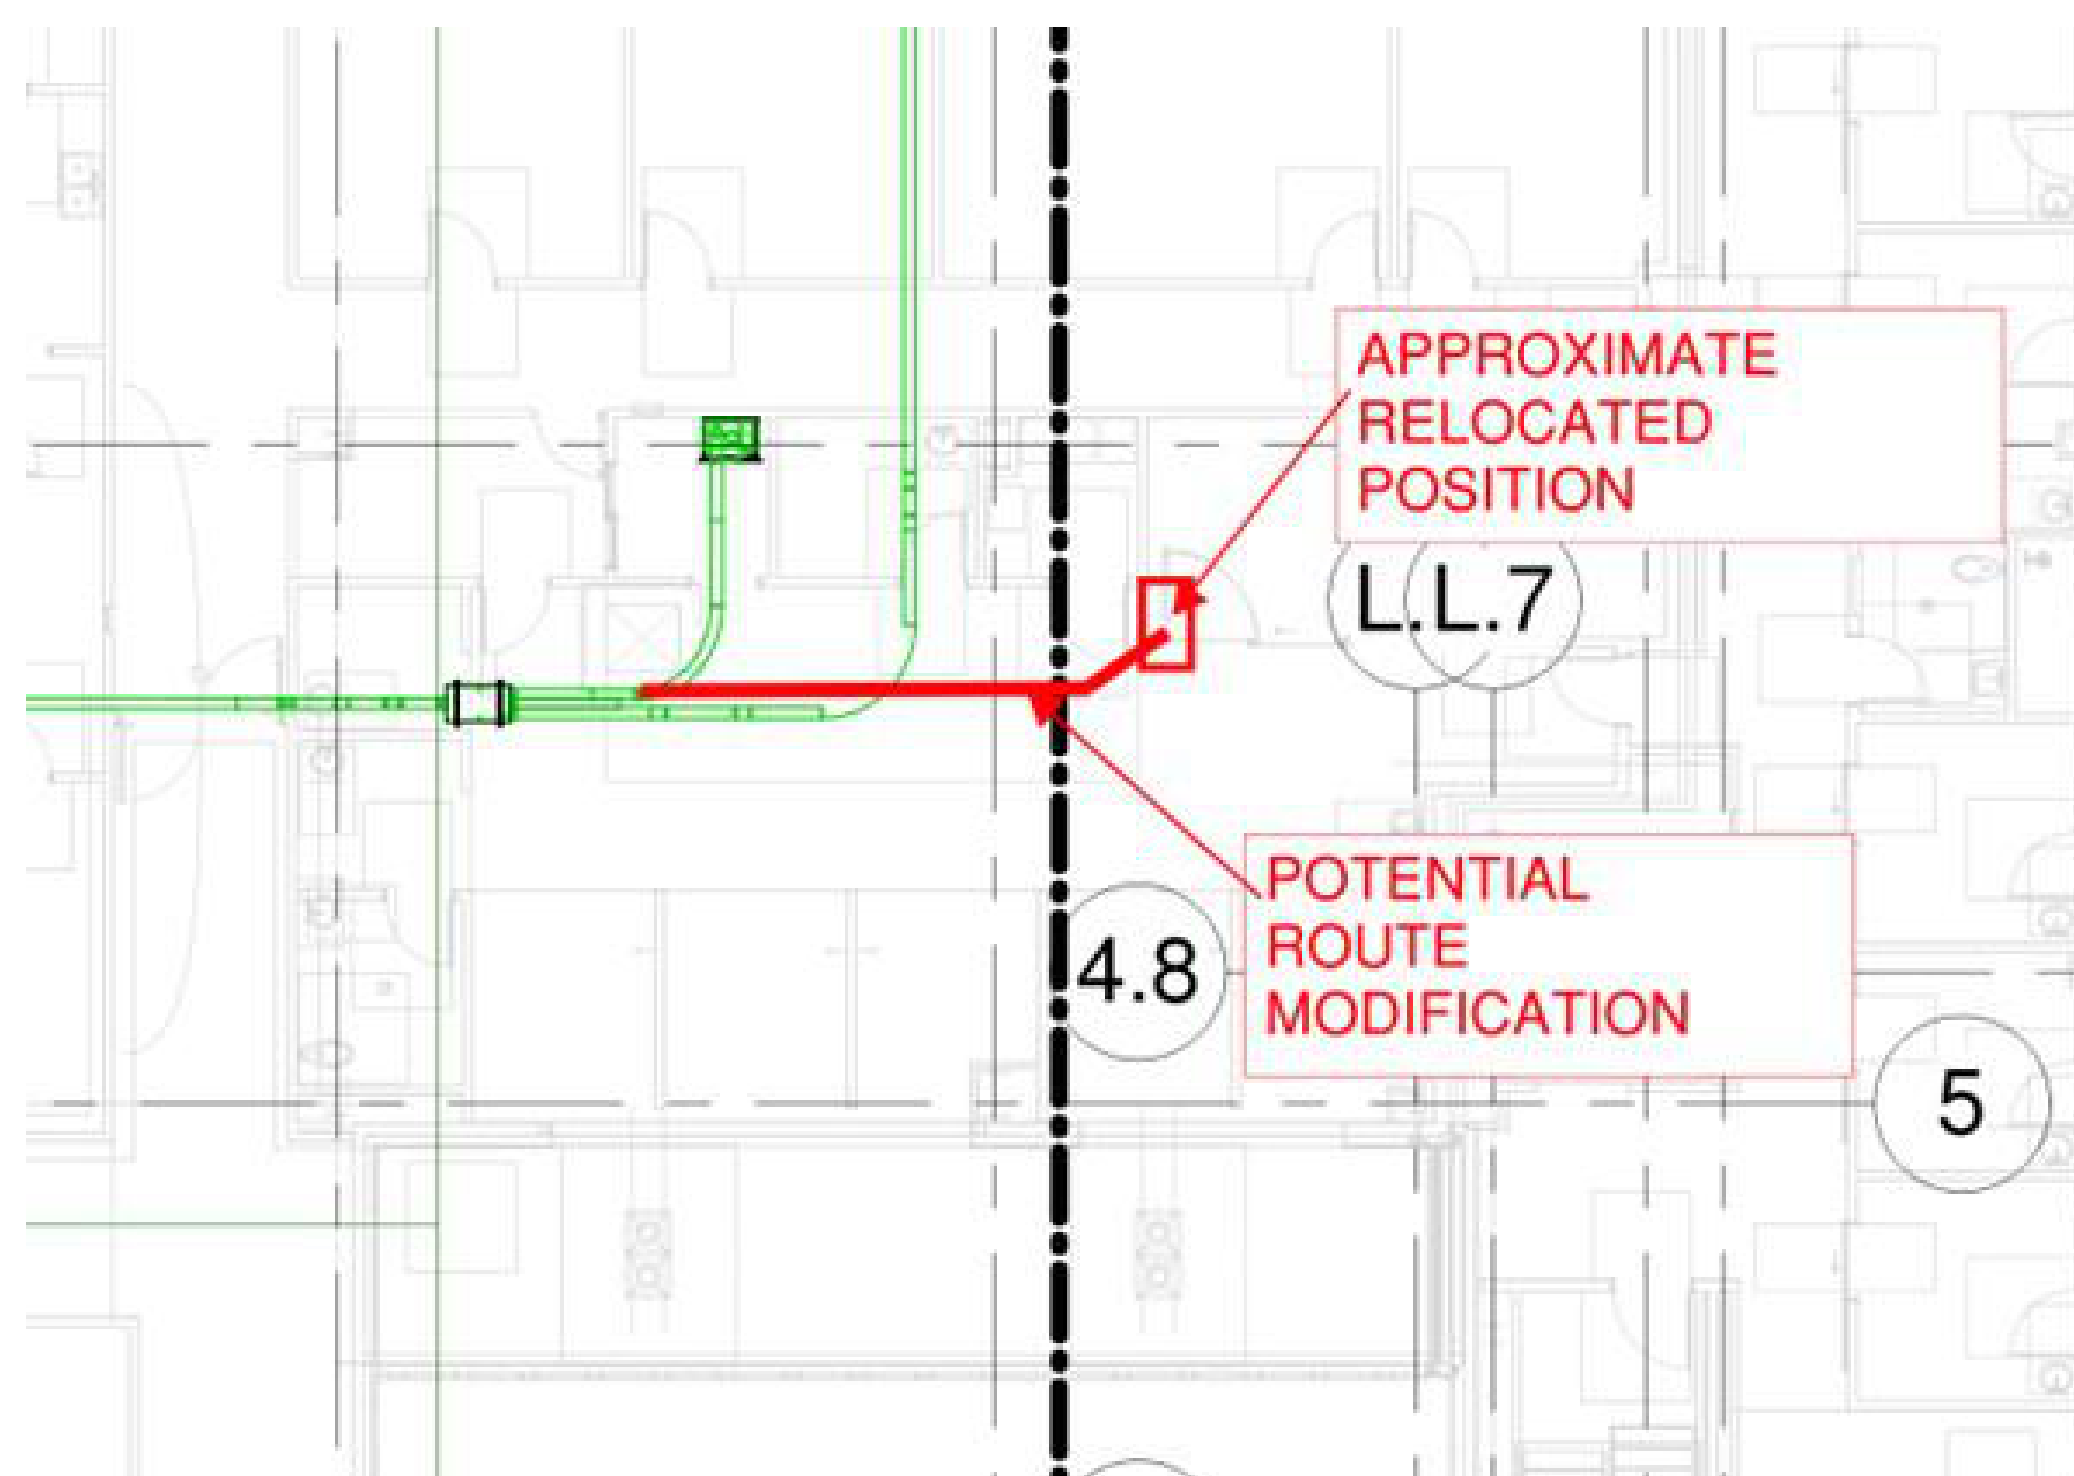 APPROXIMATE
RELOCATED
POSITION
L.L.7
POTENTIAL
ROUTE
MODIFICATION
4.8
5